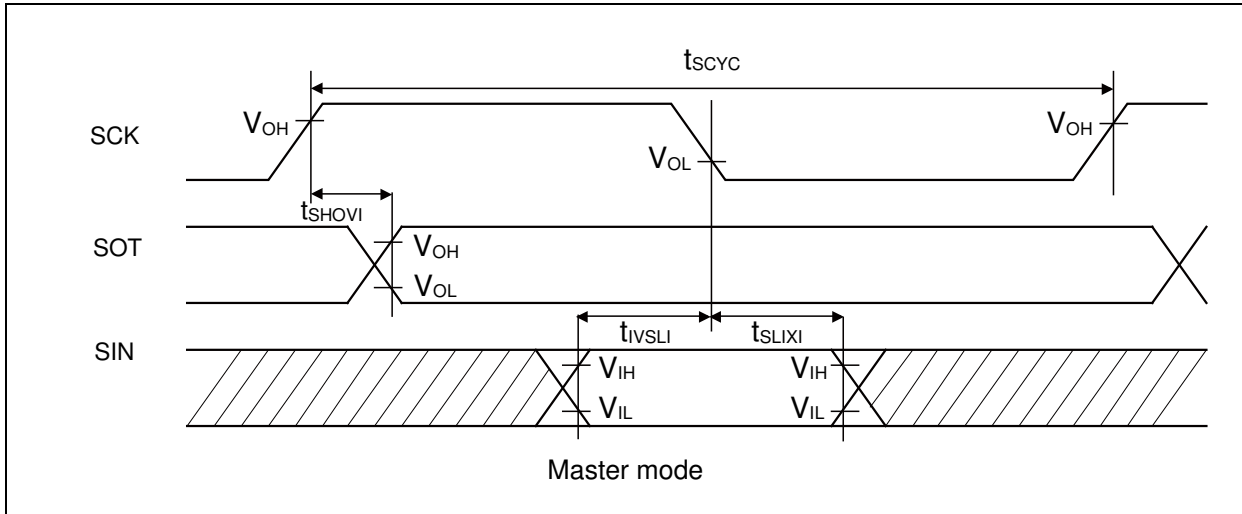 tSCYC
SCK
VOH
VOH
VOL
tSHOVI
SOT
VOH
VOL
tIVSLI
tSLIXI
SIN
VIH
VIH
VIL
VIL
Master mode